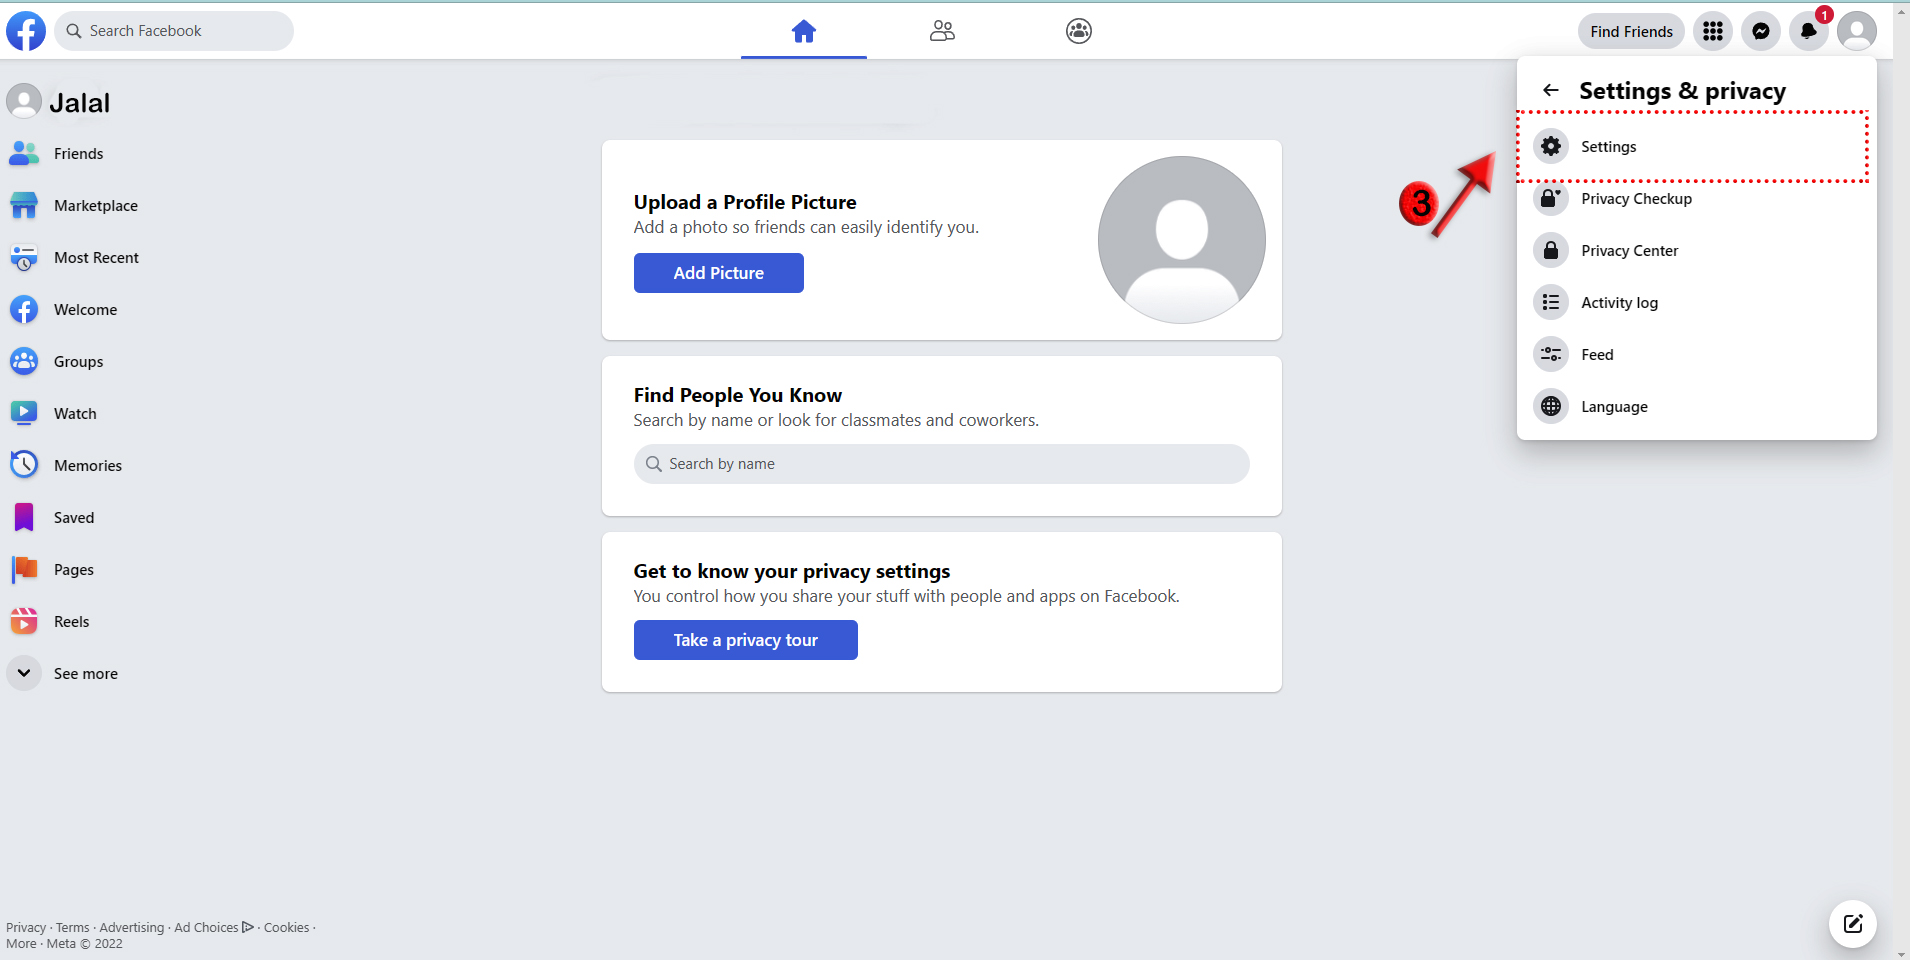 Search Facebook
Find Friends
1
Jalal
Friends
Marketplace
Most Recent
Welcome
Groups
Watch
Memories
Saved
Pages
Reels
See more
Upload a Profile Picture
Add a photo so friends can easily identify you.
Add Picture
Find People You Know
Search by name or look for classmates and coworkers.
Search by name
Get to know your privacy settings
You control how you share your stuff with people and apps on Facebook.
Take a privacy tour
Settings & privacy
Settings
Privacy Checkup
Privacy Center
Activity log
Feed
Language
3
Privacy · Terms · Advertising · Ad Choices · Cookies ·
More · Meta © 2022